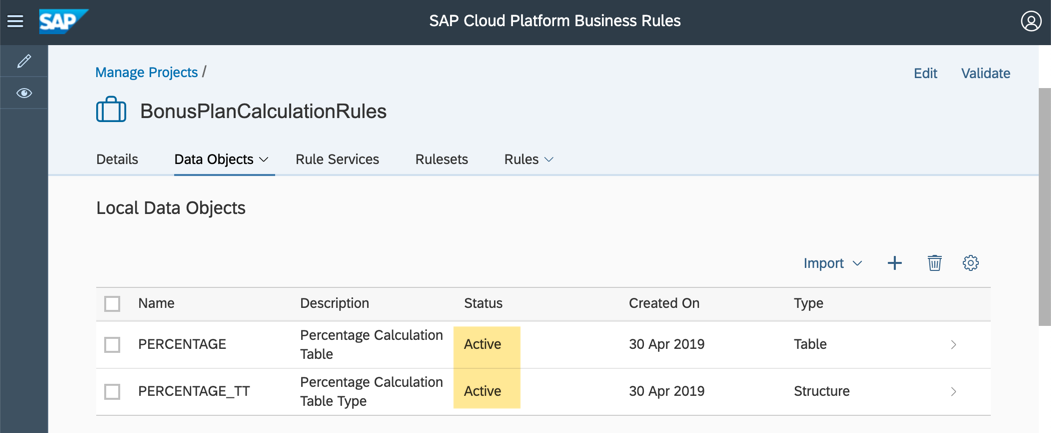 SAP
SAP Cloud Platform Business Rules
Manage Projects /
Edit
Validate
BonusPlanCalculationRules
Details
Data Objects
Rule Services
Rulesets
Rules
Local Data Objects
Import
Name
Description
Status
Created On
Type
PERCENTAGE
Percentage Calculation
Table
Active
30 Apr 2019
Table
PERCENTAGE_TT
Percentage Calculation
Table Type
Active
30 Apr 2019
Structure